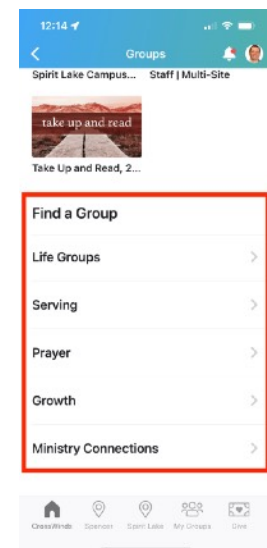 12:14
Groups
Spirit Lake Campus... Staff | Multi-Site
take up and read
Take Up and Read, 2...
Find a Group
Life Groups
Serving
Prayer
Growth
Ministry Connections
CrossWinds Spencer Spirit Lake My Groups Give